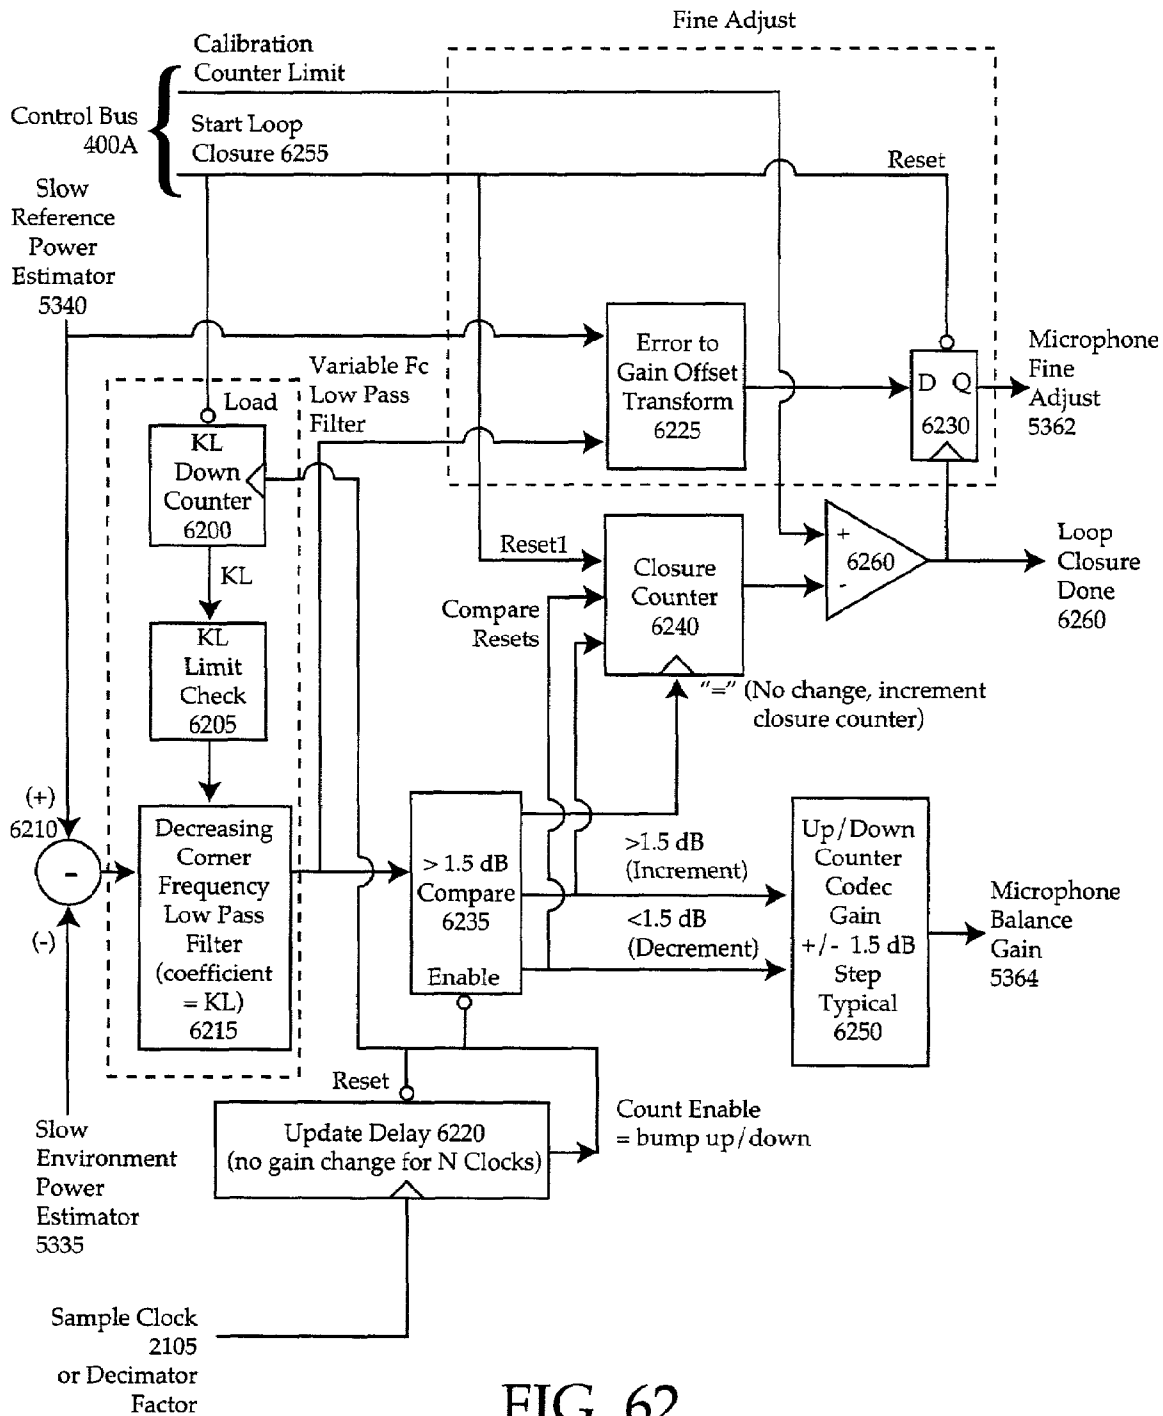 Fine Adjust
Calibration
Counter Limit
Control Bus
400A
Start Loop
Closure 6255
Reset
Slow
Reference
Power
Estimator
5340
Variable Fc
Low Pass
Filter
Error to
Gain Offset
Transform
6225
D Q
6230
Microphone
Fine
Adjust
5362
Load
KL
Down
Counter
6200
KL
KL
Limit
Check
6205
Reset1
Compare
Resets
Closure
Counter
6240
+
6260
-
Loop
Closure
Done
6260
"=" (No change, increment
closure counter)
(+)
6210
-
(-)
Decreasing
Corner
Frequency
Low Pass
Filter
(coefficient
= KL)
6215
> 1.5 dB
Compare
6235
Enable
>1.5 dB
(Increment)
<1.5 dB
(Decrement)
Up/Down
Counter
Codec
Gain
+/- 1.5 dB
Step
Typical
6250
Microphone
Balance
Gain
5364
Reset
Update Delay 6220
(no gain change for N Clocks)
Count Enable
= bump up/down
Slow
Environment
Power
Estimator
5335
Sample Clock
2105
or Decimator
Factor
FIG. 62